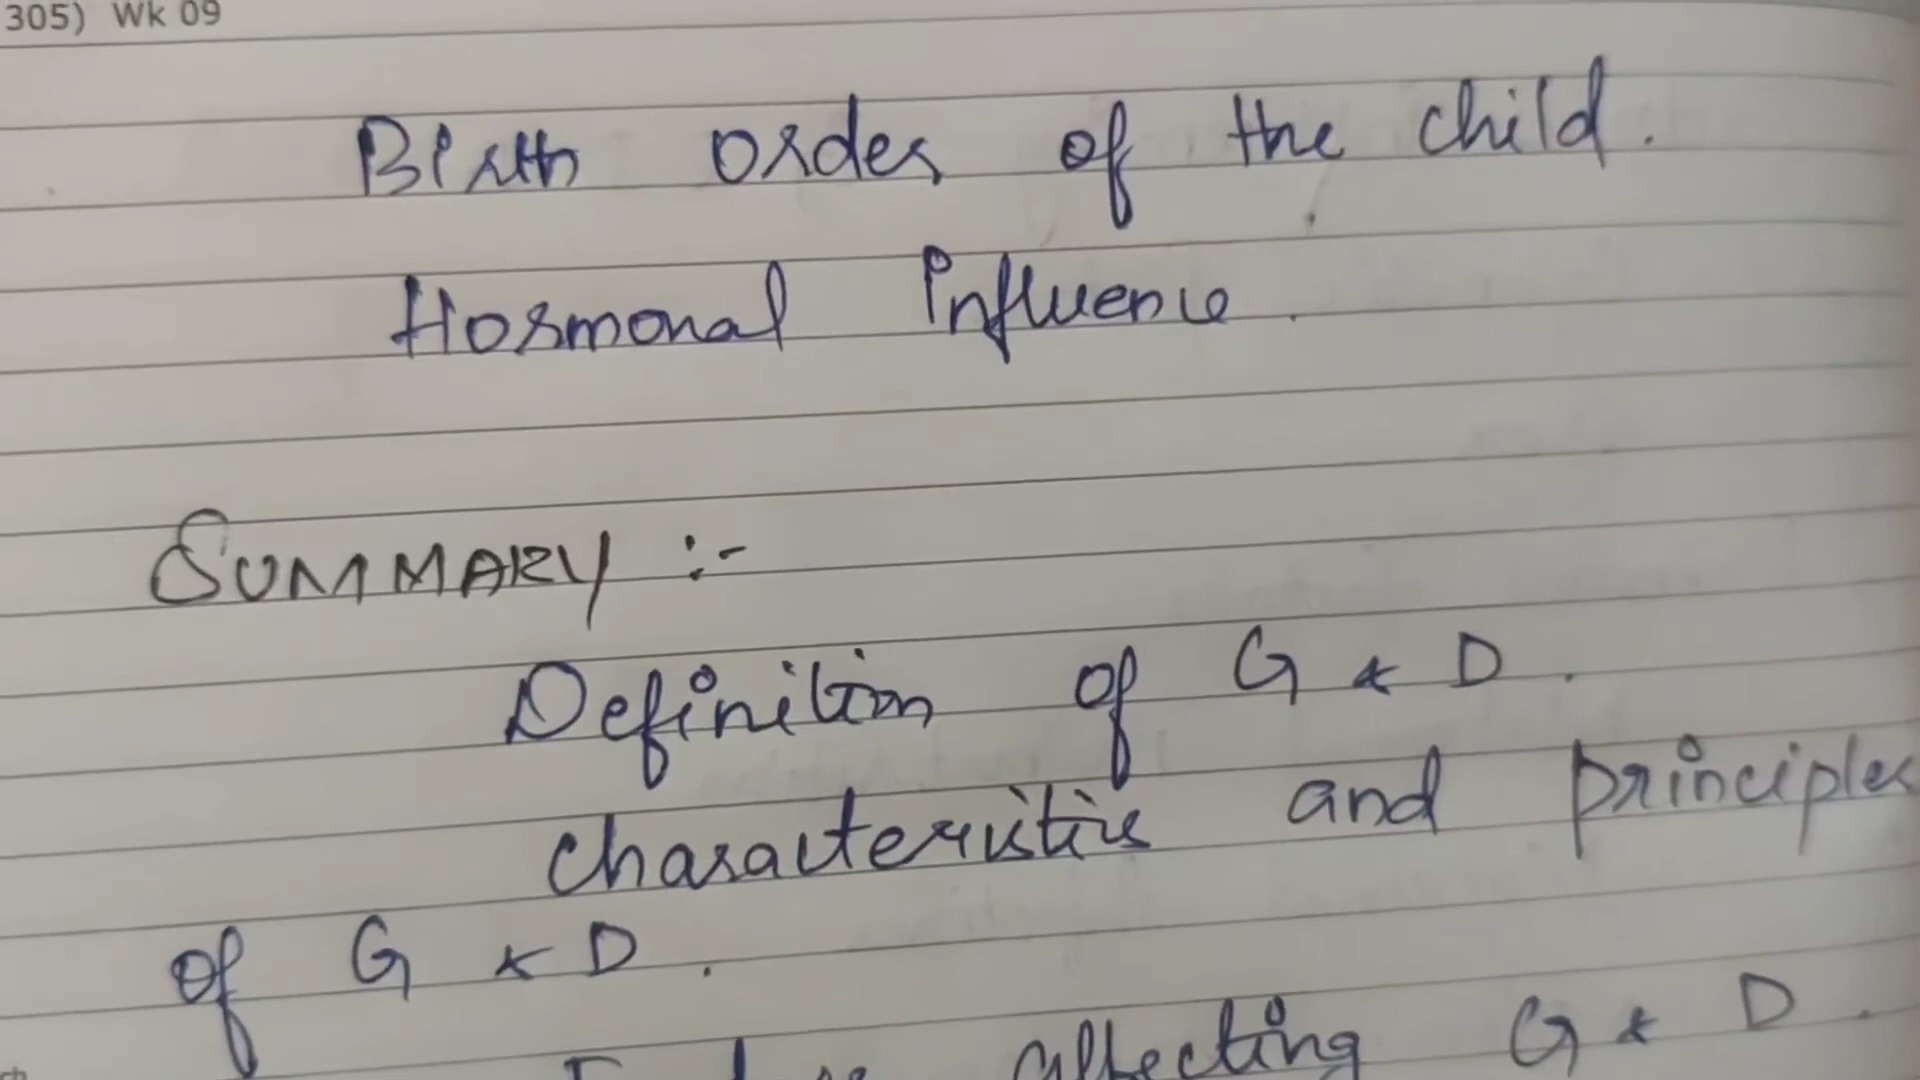 305) Wk 09
Birth order of the child.
Hormonal Influence.
SUMMARY :-
Definition of G & D.
characteristics and principles
of G & D.
affecting G & D.